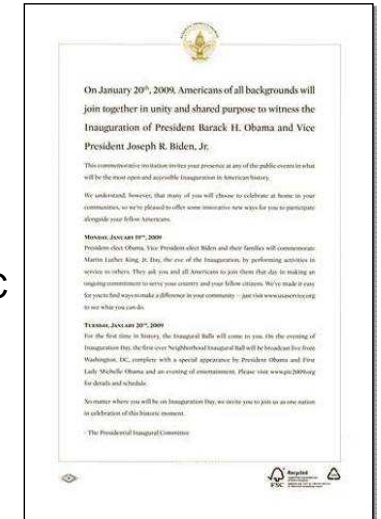 On January 20th, 2009, Americans of all backgrounds will
join together in unity and shared purpose to witness the
Inauguration of President Barack H. Obama and Vice
President Joseph R. Biden, Jr.
This commemorative invitation invites your presence at any of the public events in what
will be the most open and accessible Inauguration in American history.
We understand, however, that many of you will choose to celebrate at home in your
communities, so we're pleased to offer some innovative new ways for you to participate
alongside your fellow Americans.
MONDAY, JANUARY 19TH, 2009
President-elect Obama, Vice President-elect Biden and their families will commemorate
Martin Luther King, Jr. Day, the eve of the Inauguration, by performing activities in
service to others. They ask you and all Americans to join them that day in making an
ongoing commitment to serve your country and your fellow citizens. We've made it easy
for you to find ways to make a difference in your community – just visit www.usaservice.org
to see what you can do.
TUESDAY, JANUARY 20TH, 2009
For the first time in history, the Inaugural Balls will come to you. On the evening of
Inauguration Day, the first ever Neighborhood Inaugural Ball will be broadcast live from
Washington, DC, complete with a special appearance by President Obama and First
Lady Michelle Obama and an evening of entertainment. Please visit www.pic2009.org
for details and schedule.
No matter where you will be on Inauguration Day, we invite you to join us as one nation
in celebration of this historic moment.
- The Presidential Inaugural Committee
C
FSC
Recycled